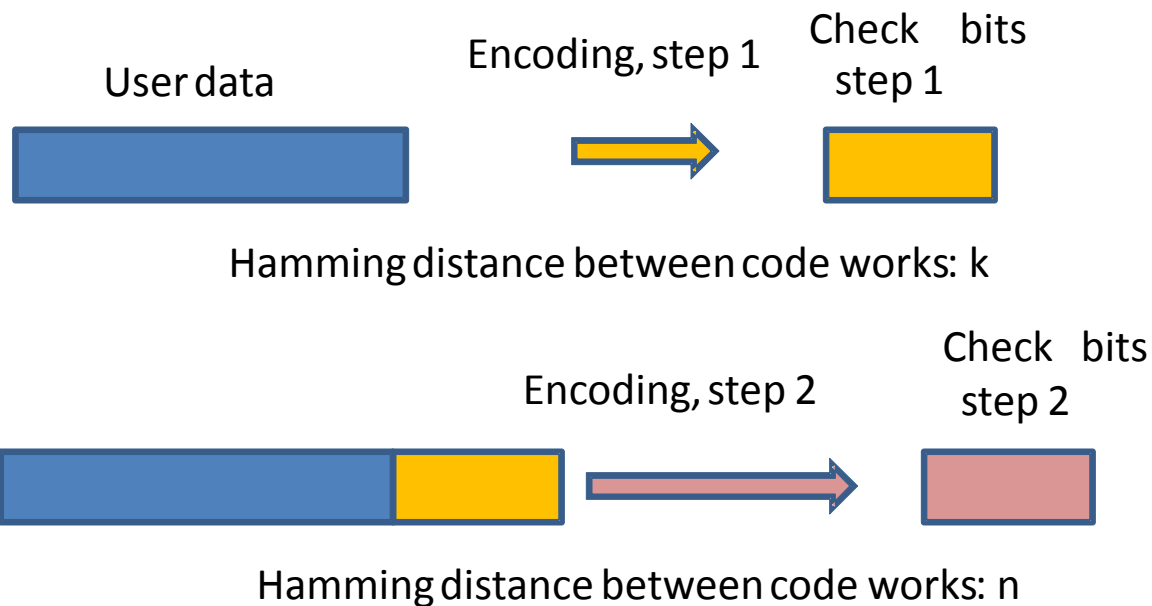 User data
Encoding, step 1
Check bits
step 1
Hamming distance between code works: k
Encoding, step 2
Check bits
step 2
Hamming distance between code works: n